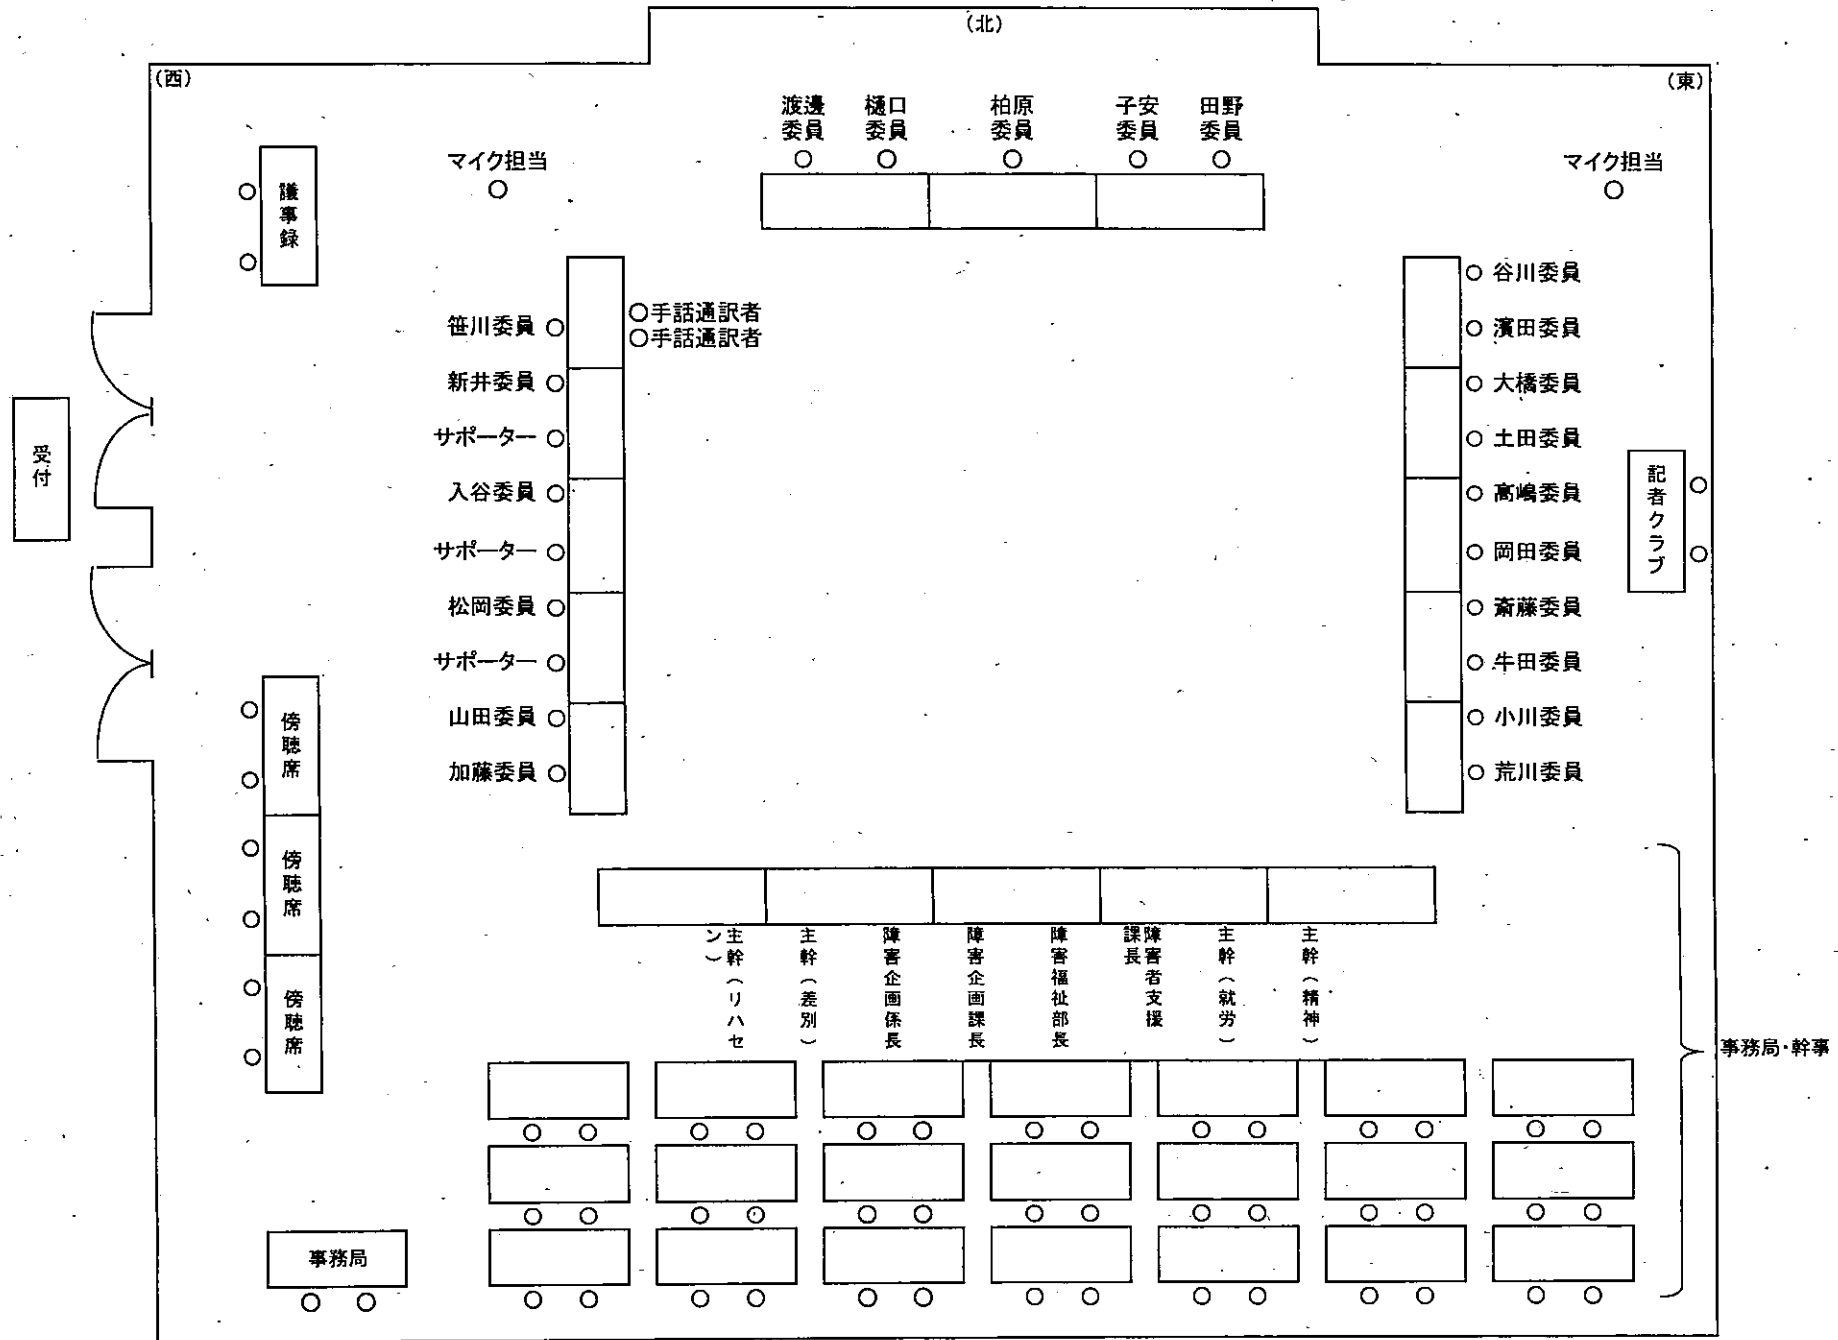 (北)
(西)
(東)
渡邊
委員
樋口
委員
柏原
委員
子安
委員
田野
委員
マイク担当
マイク担当
議事録
笹川委員
手話通訳者
手話通訳者
新井委員
サポーター
入谷委員
サポーター
松岡委員
サポーター
山田委員
加藤委員
谷川委員
濱田委員
大橋委員
土田委員
高嶋委員
岡田委員
斎藤委員
牛田委員
小川委員
荒川委員
受付
記者クラブ
傍聴席
傍聴席
傍聴席
主幹(リハセ
ン)
主幹(差別)
障害企画係長
障害企画課長
障害福祉部長
障害者支援
課長
主幹(就労)
主幹(精神)
事務局・幹事
事務局